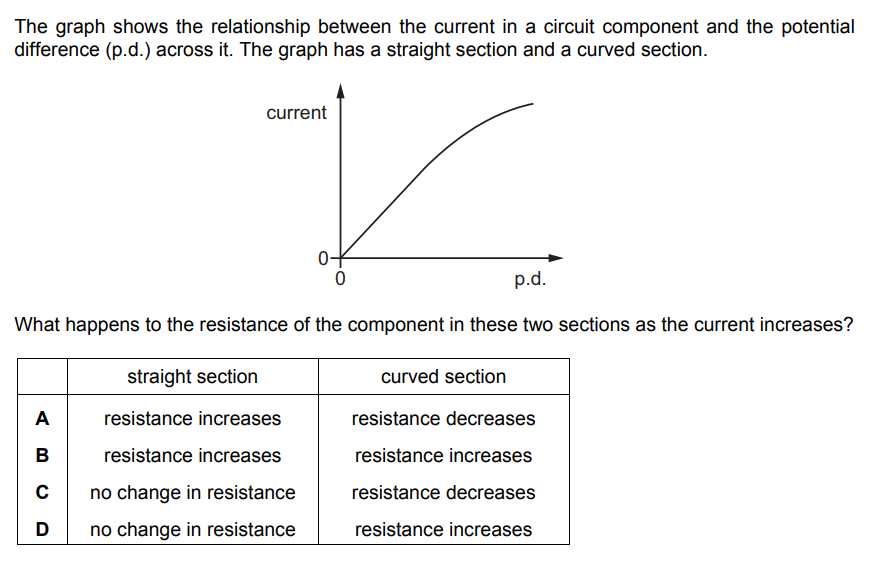 The graph shows the relationship between the current in a circuit component and the potential
difference (p.d.) across it. The graph has a straight section and a curved section.
current
0
0
p.d.
What happens to the resistance of the component in these two sections as the current increases?
straight section curved section
A resistance increases resistance decreases
B resistance increases resistance increases
C no change in resistance resistance decreases
D no change in resistance resistance increases